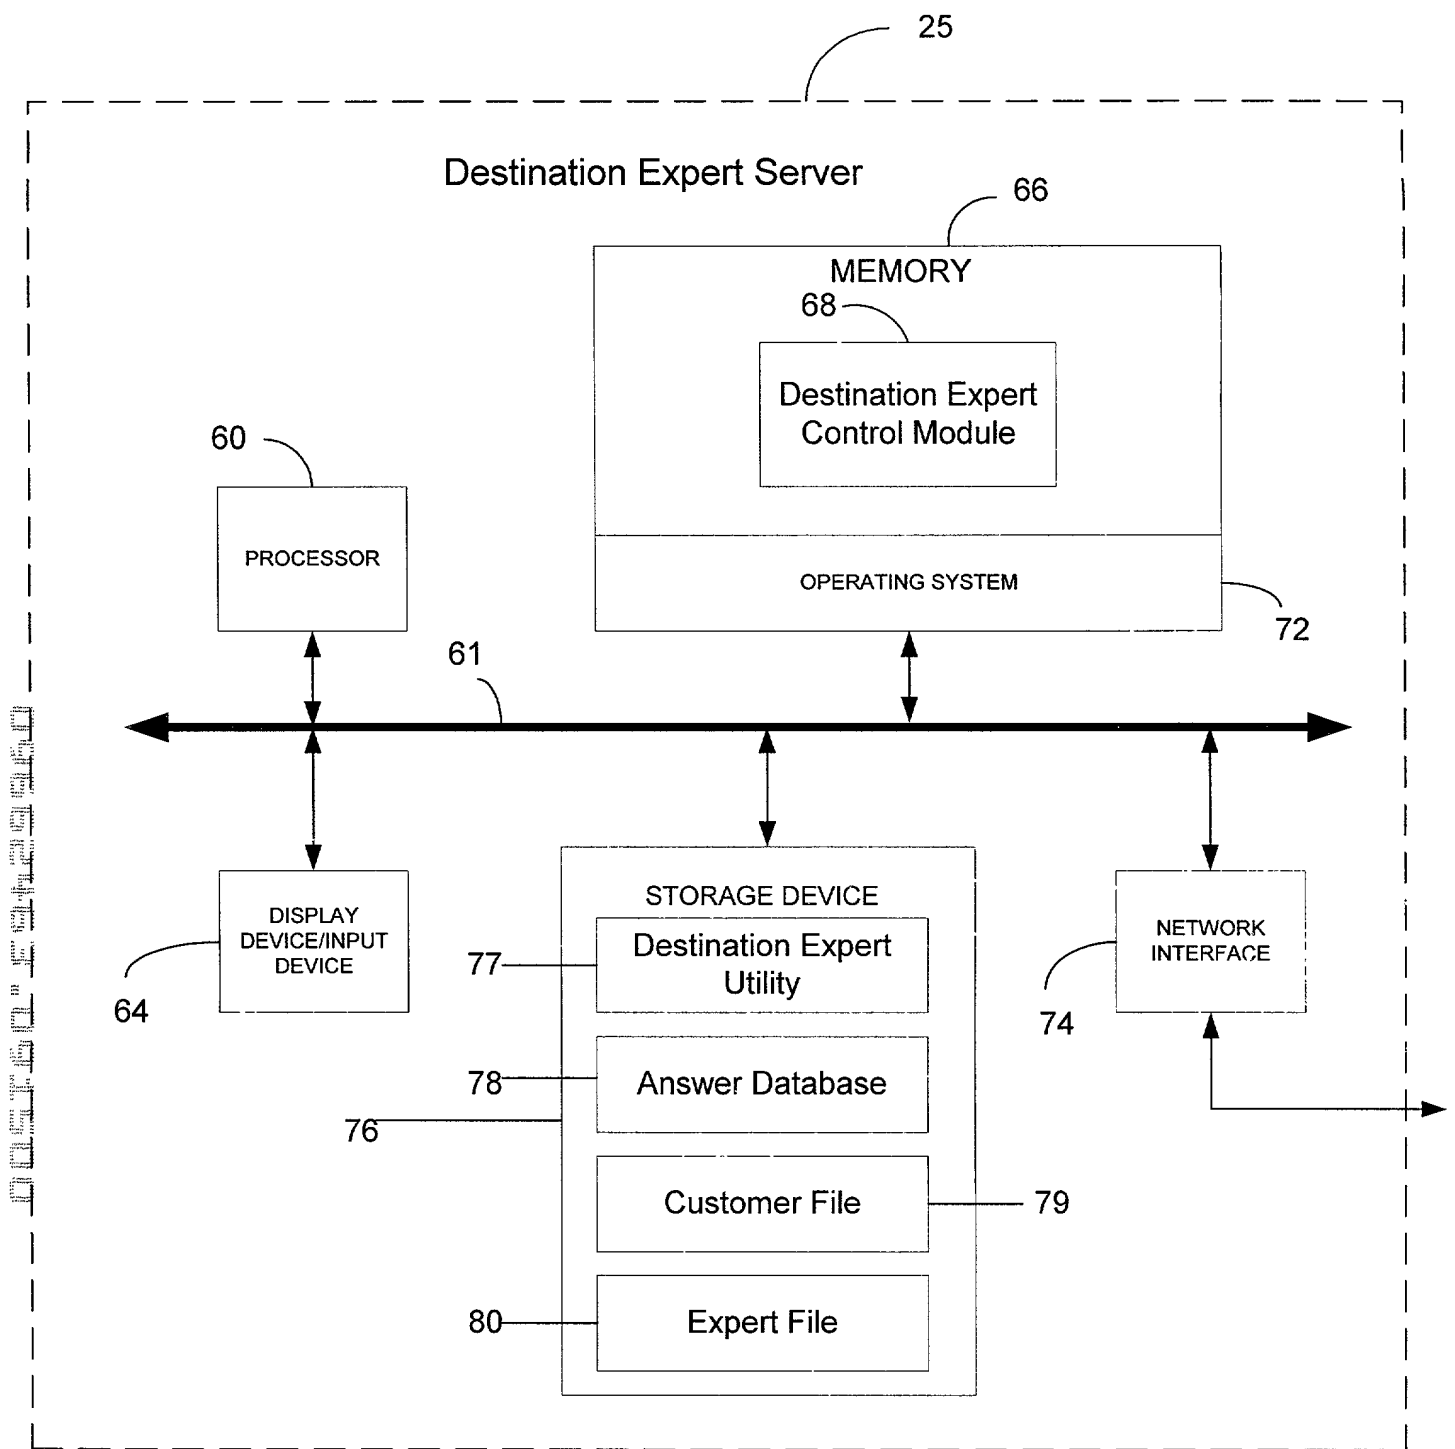 25
Destination Expert Server
66
MEMORY
68
Destination Expert
Control Module
60
PROCESSOR
OPERATING SYSTEM
72
61
DISPLAY
DEVICE/INPUT
DEVICE
64
STORAGE DEVICE
77
Destination Expert
Utility
78
Answer Database
76
Customer File
79
80
Expert File
NETWORK
INTERFACE
74